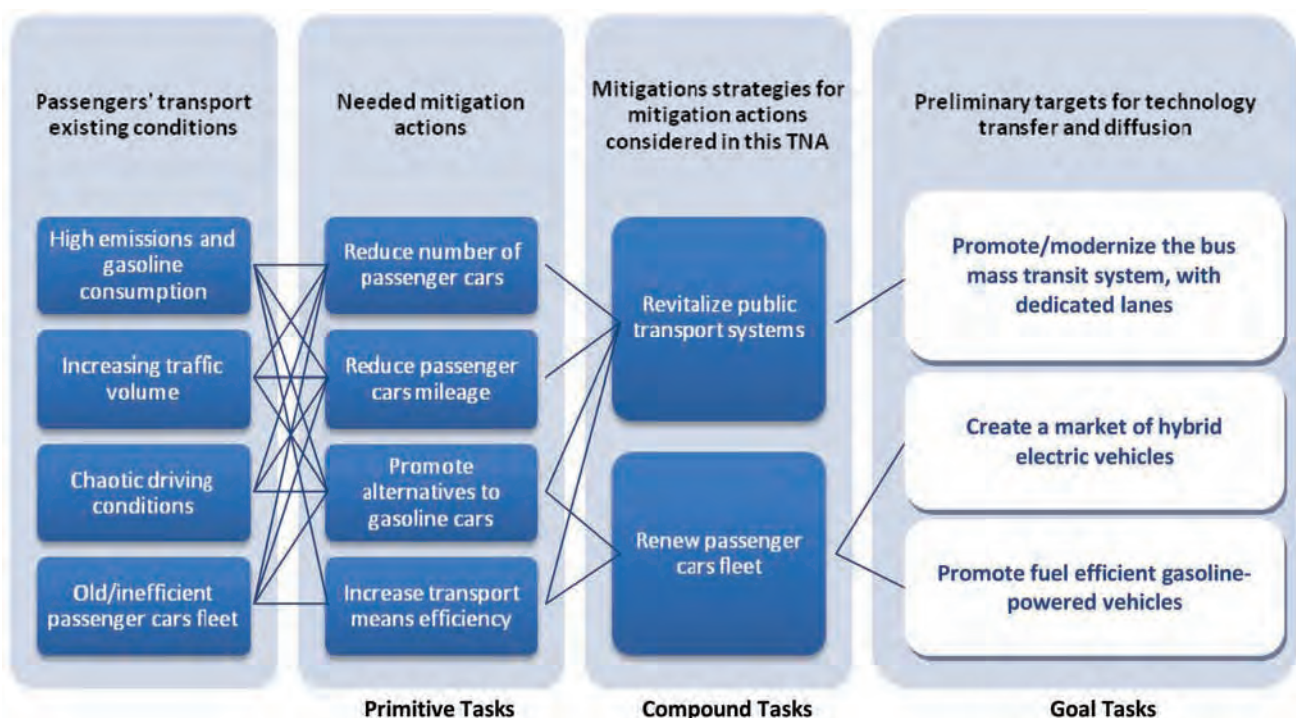 Passengers' transport
existing conditions
High emissions and
gasoline
consumption
Increasing traffic
volume
Chaotic driving
conditions
Old/inefficient
passenger cars fleet
Needed mitigation
actions
Reduce number of
passenger cars
Reduce passenger
cars mileage
Promote
alternatives to
gasoline cars
Increase transport
means efficiency
Primitive Tasks
Mitigations strategies for
mitigation actions
considered in this TNA
Revitalize public
transport systems
Renew passenger
cars fleet
Compound Tasks
Preliminary targets for technology
transfer and diffusion
Promote/modernize the bus
mass transit system, with
dedicated lanes
Create a market of hybrid
electric vehicles
Promote fuel efficient gasoline-
powered vehicles
Goal Tasks